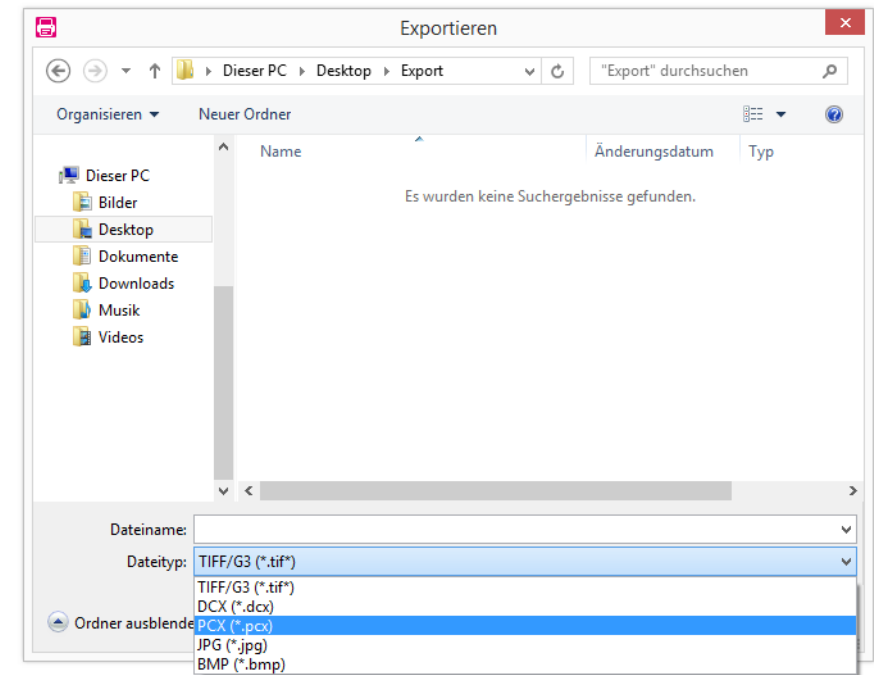 Exportieren
Dieser PC Desktop Export "Export" durchsuchen
Organisieren Neuer Ordner
Name Änderungsdatum Typ
Dieser PC
Es wurden keine Suchergebnisse gefunden.
Bilder
Desktop
Dokumente
Downloads
Musik
Videos
Dateiname:
Dateityp: TIFF/G3 (*.tif*)
TIFF/G3 (*.tif*)
DCX (*.dcx)
Ordner ausblende PCX (*.pcx)
JPG (*.jpg)
BMP (*.bmp)